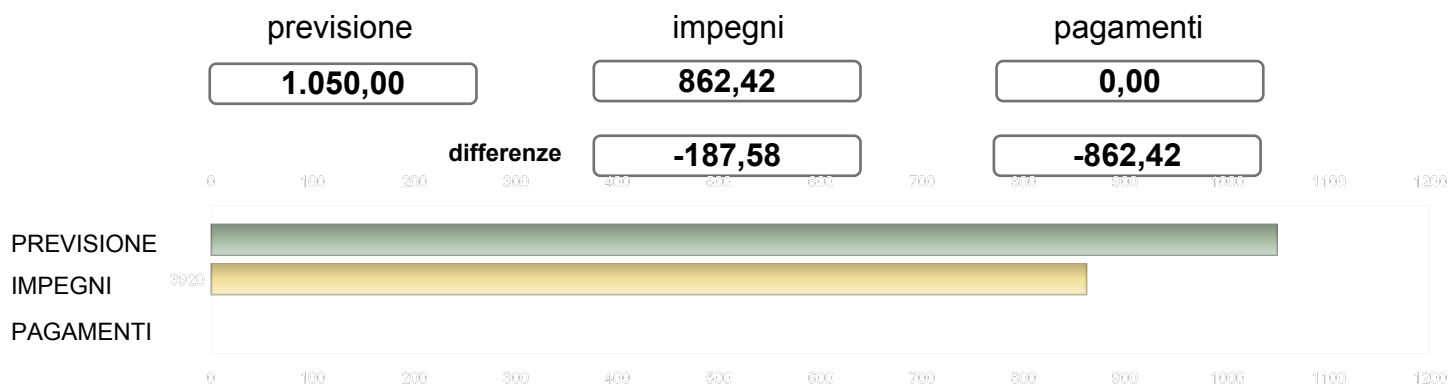 previsione impegni pagamenti
1.050,00 862,42 0,00
differenze -187,58 -862,42
0 100 200 300 400 500 600 700 800 900 1000 1100 1200
PREVISIONE
3920
IMPEGNI
PAGAMENTI
0 100 200 300 400 500 600 700 800 900 1000 1100 1200